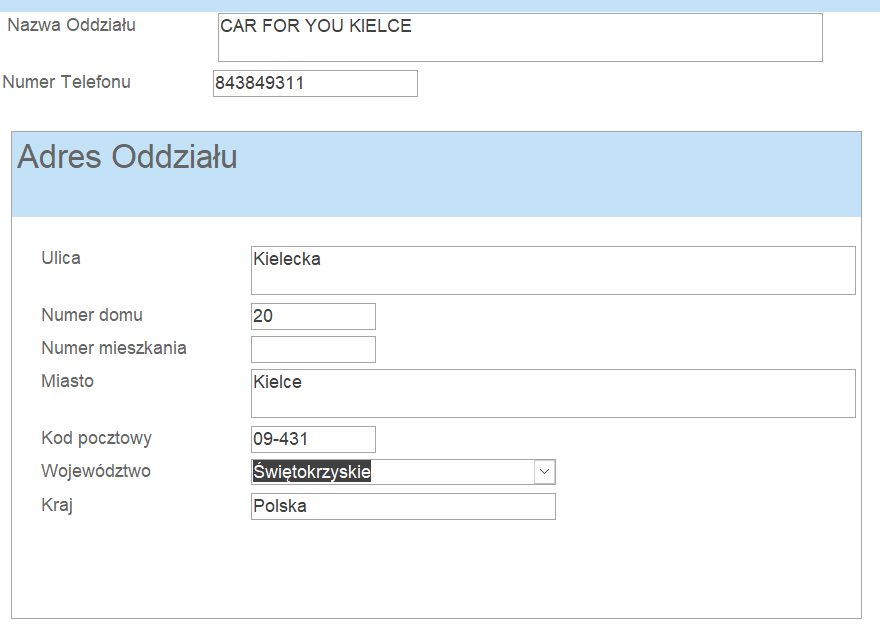 Nazwa Oddziału CAR FOR YOU KIELCE
Numer Telefonu 843849311
Adres Oddziału
Ulica Kielecka
Numer domu 20
Numer mieszkania
Miasto Kielce
Kod pocztowy 09-431
Województwo Świętokrzyskie
Kraj Polska